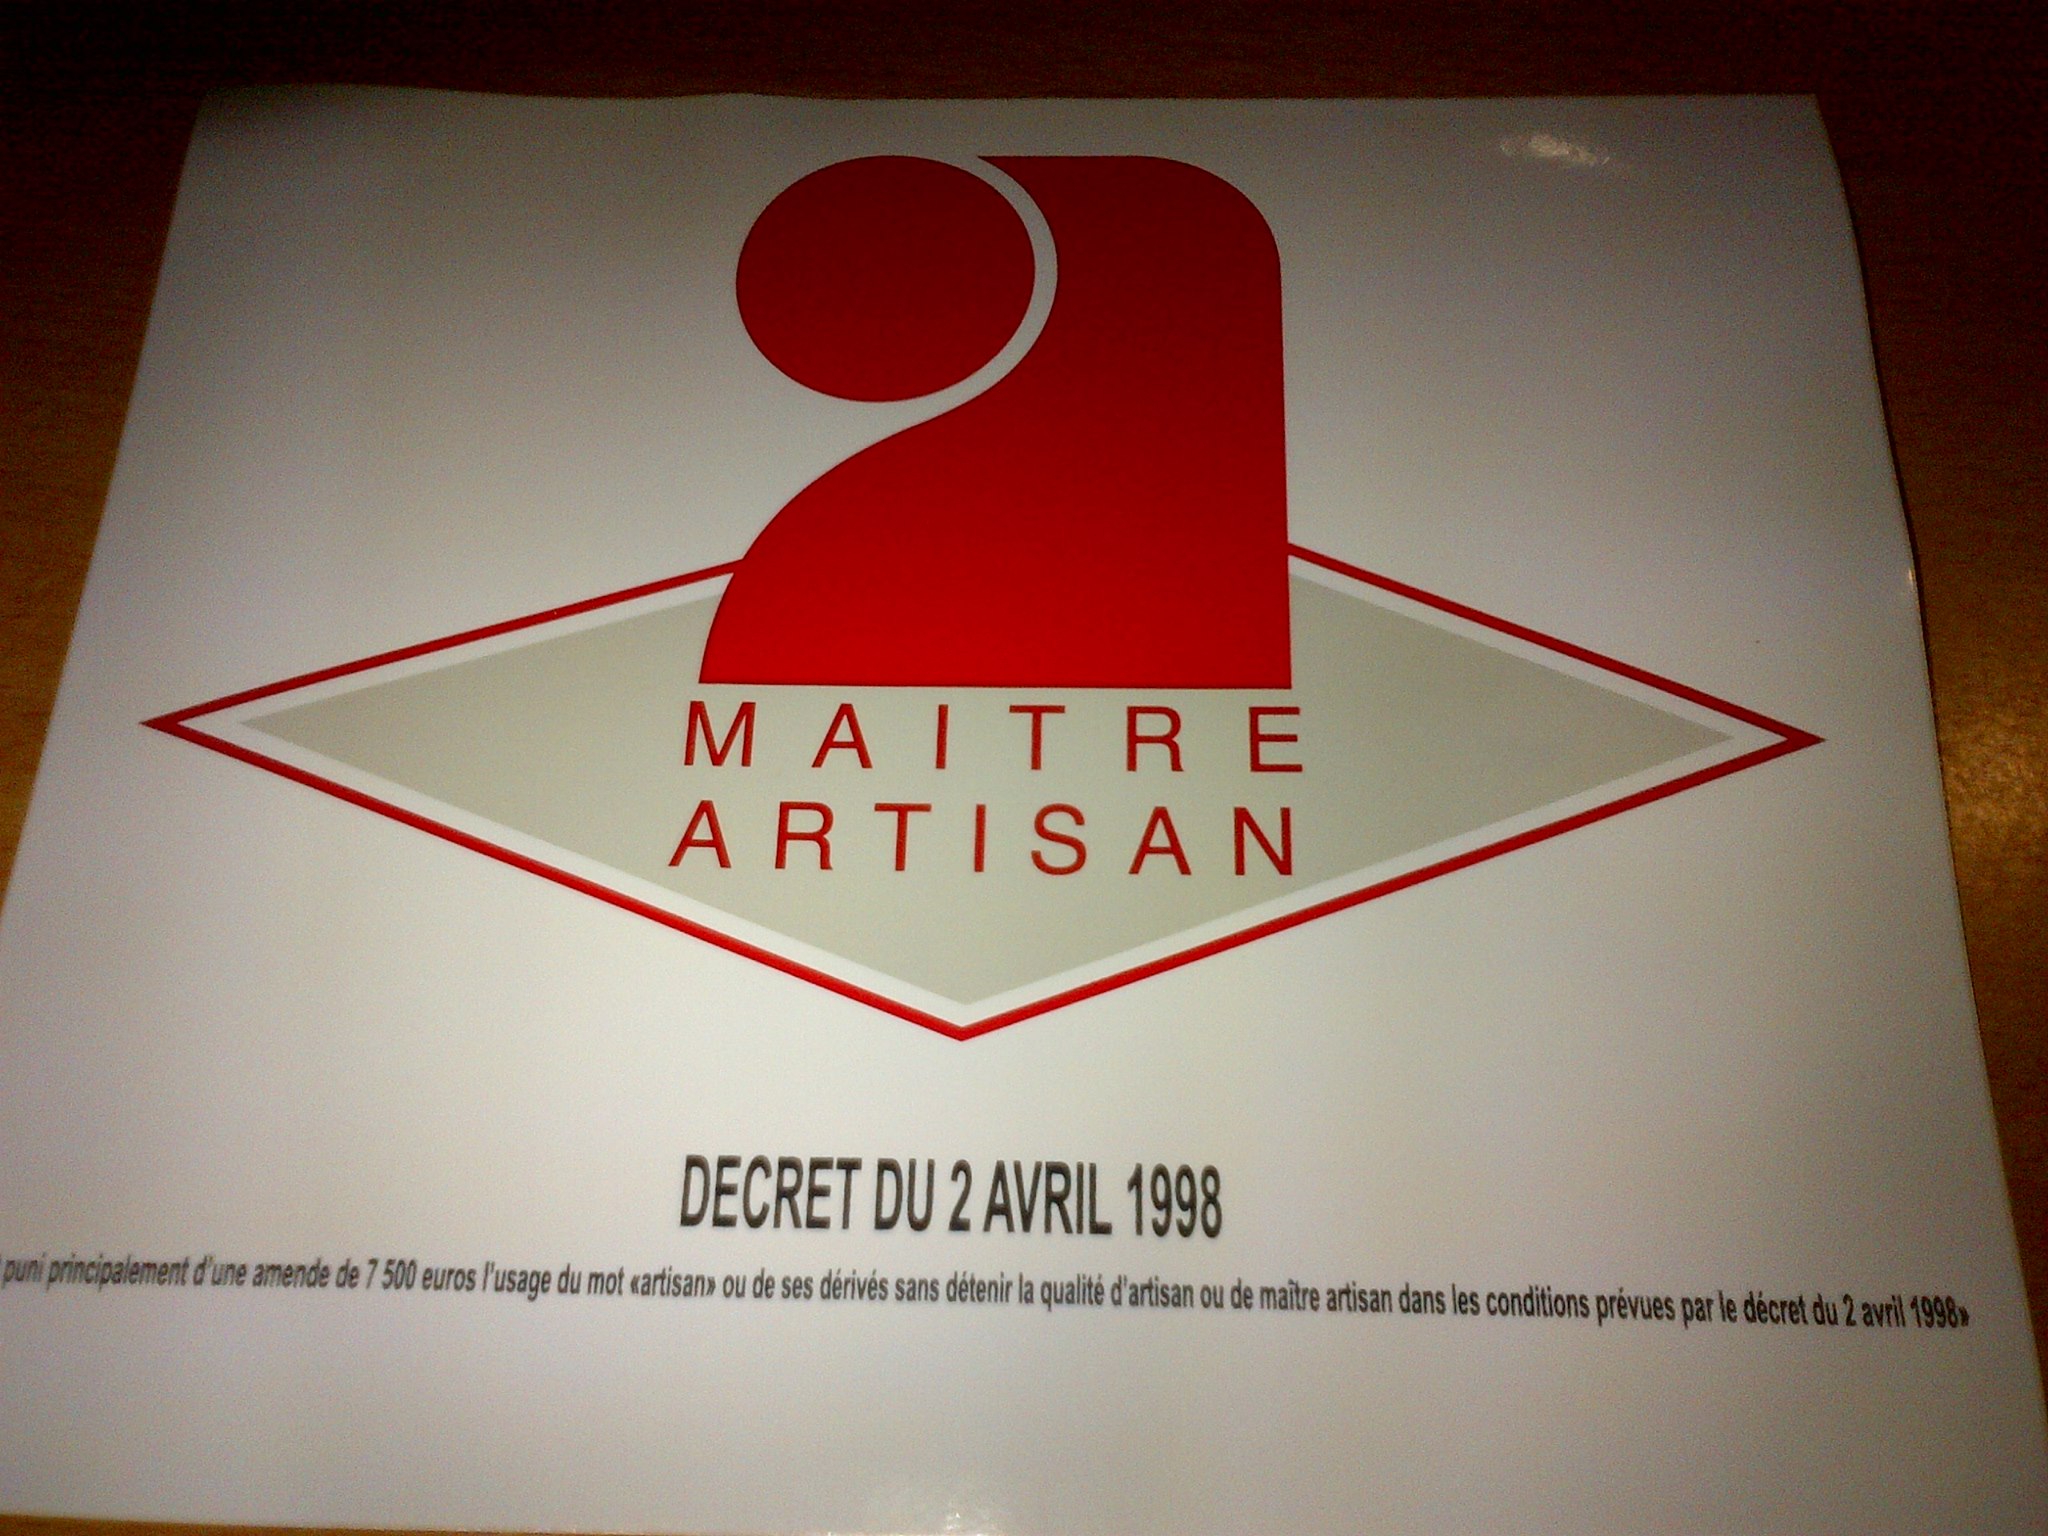 MAITRE
ARTISAN
DECRET DU 2 AVRIL 1998
puni principalement d'une amende de 7 500 euros l'usage du mot «artisan» ou de ses dérivés sans détenir la qualité d'artisan ou de maître artisan dans les conditions prévues par le décret du 2 avril 1998»